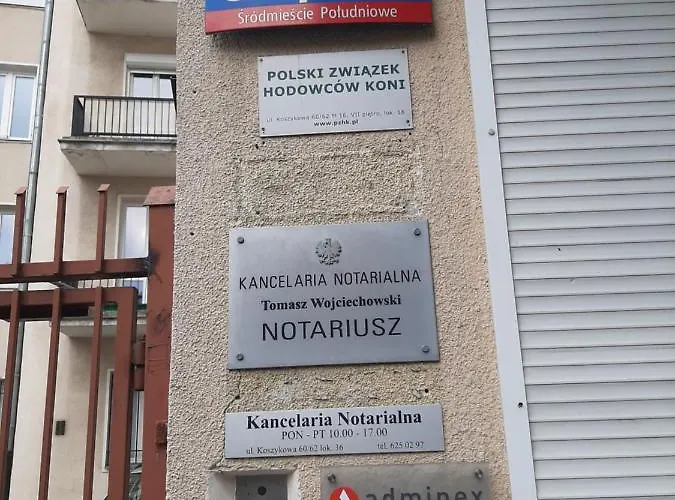 Śródmieście Południowe
POLSKI ZWIĄZEK
HODOWCÓW KONI
ul. Koszykowa 60/62 M 16, VII piętro, lok. 16
www.pzhk.pl
KANCELARIA NOTARIALNA
Tomasz Wojciechowski
NOTARIUSZ
Kancelaria Notarialna
PON - PT 10.00 - 17.00
ul. Koszykowa 60/62 lok. 36 tel. 625 02 97
adminex